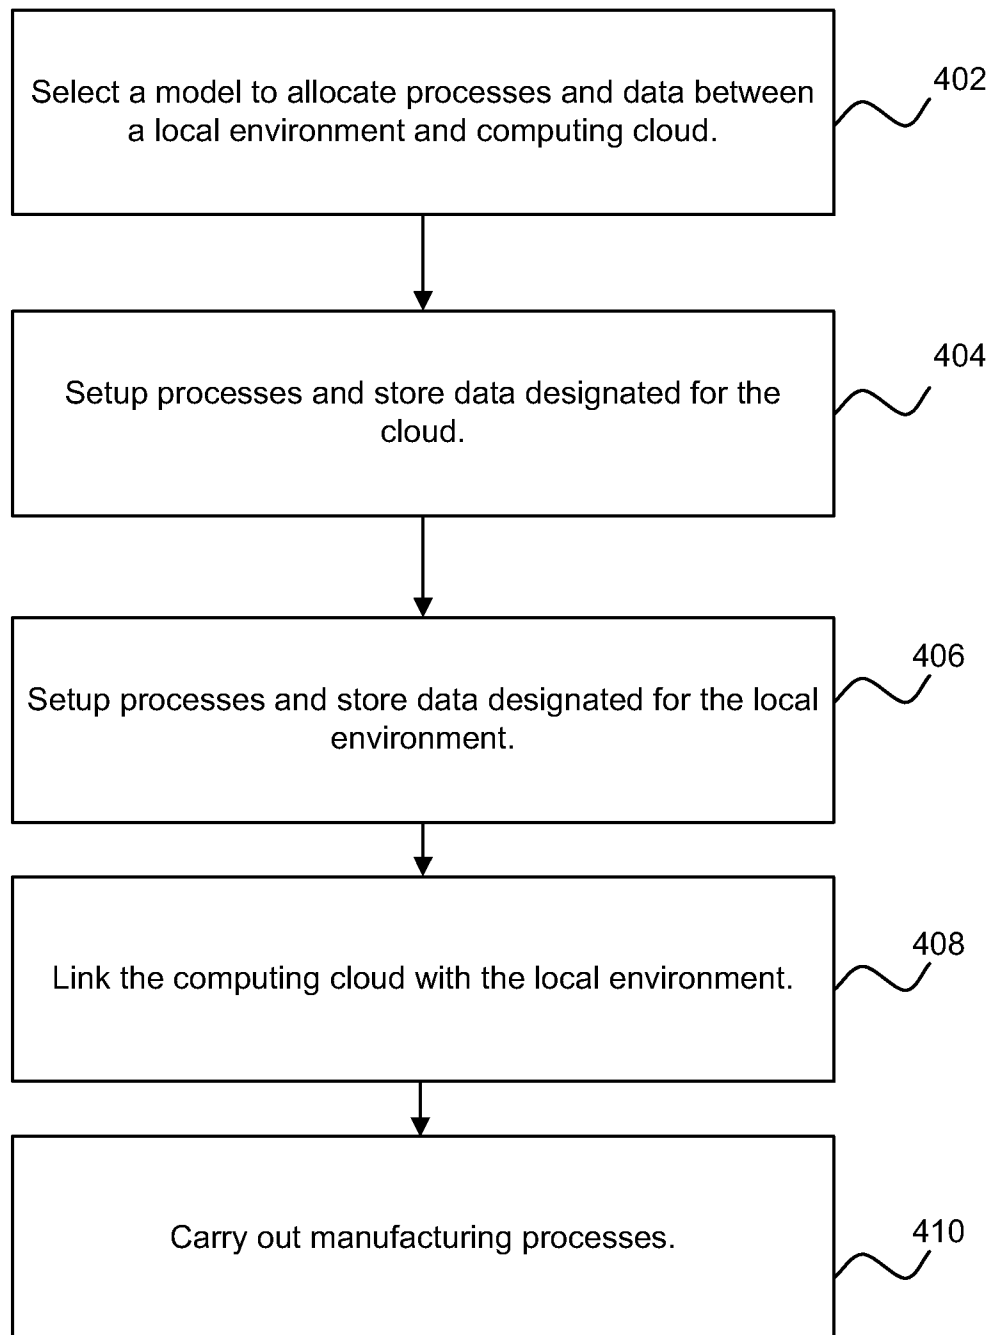 Select a model to allocate processes and data between
a local environment and computing cloud.
402
Setup processes and store data designated for the
cloud.
404
Setup processes and store data designated for the local
environment.
406
Link the computing cloud with the local environment.
408
Carry out manufacturing processes.
410